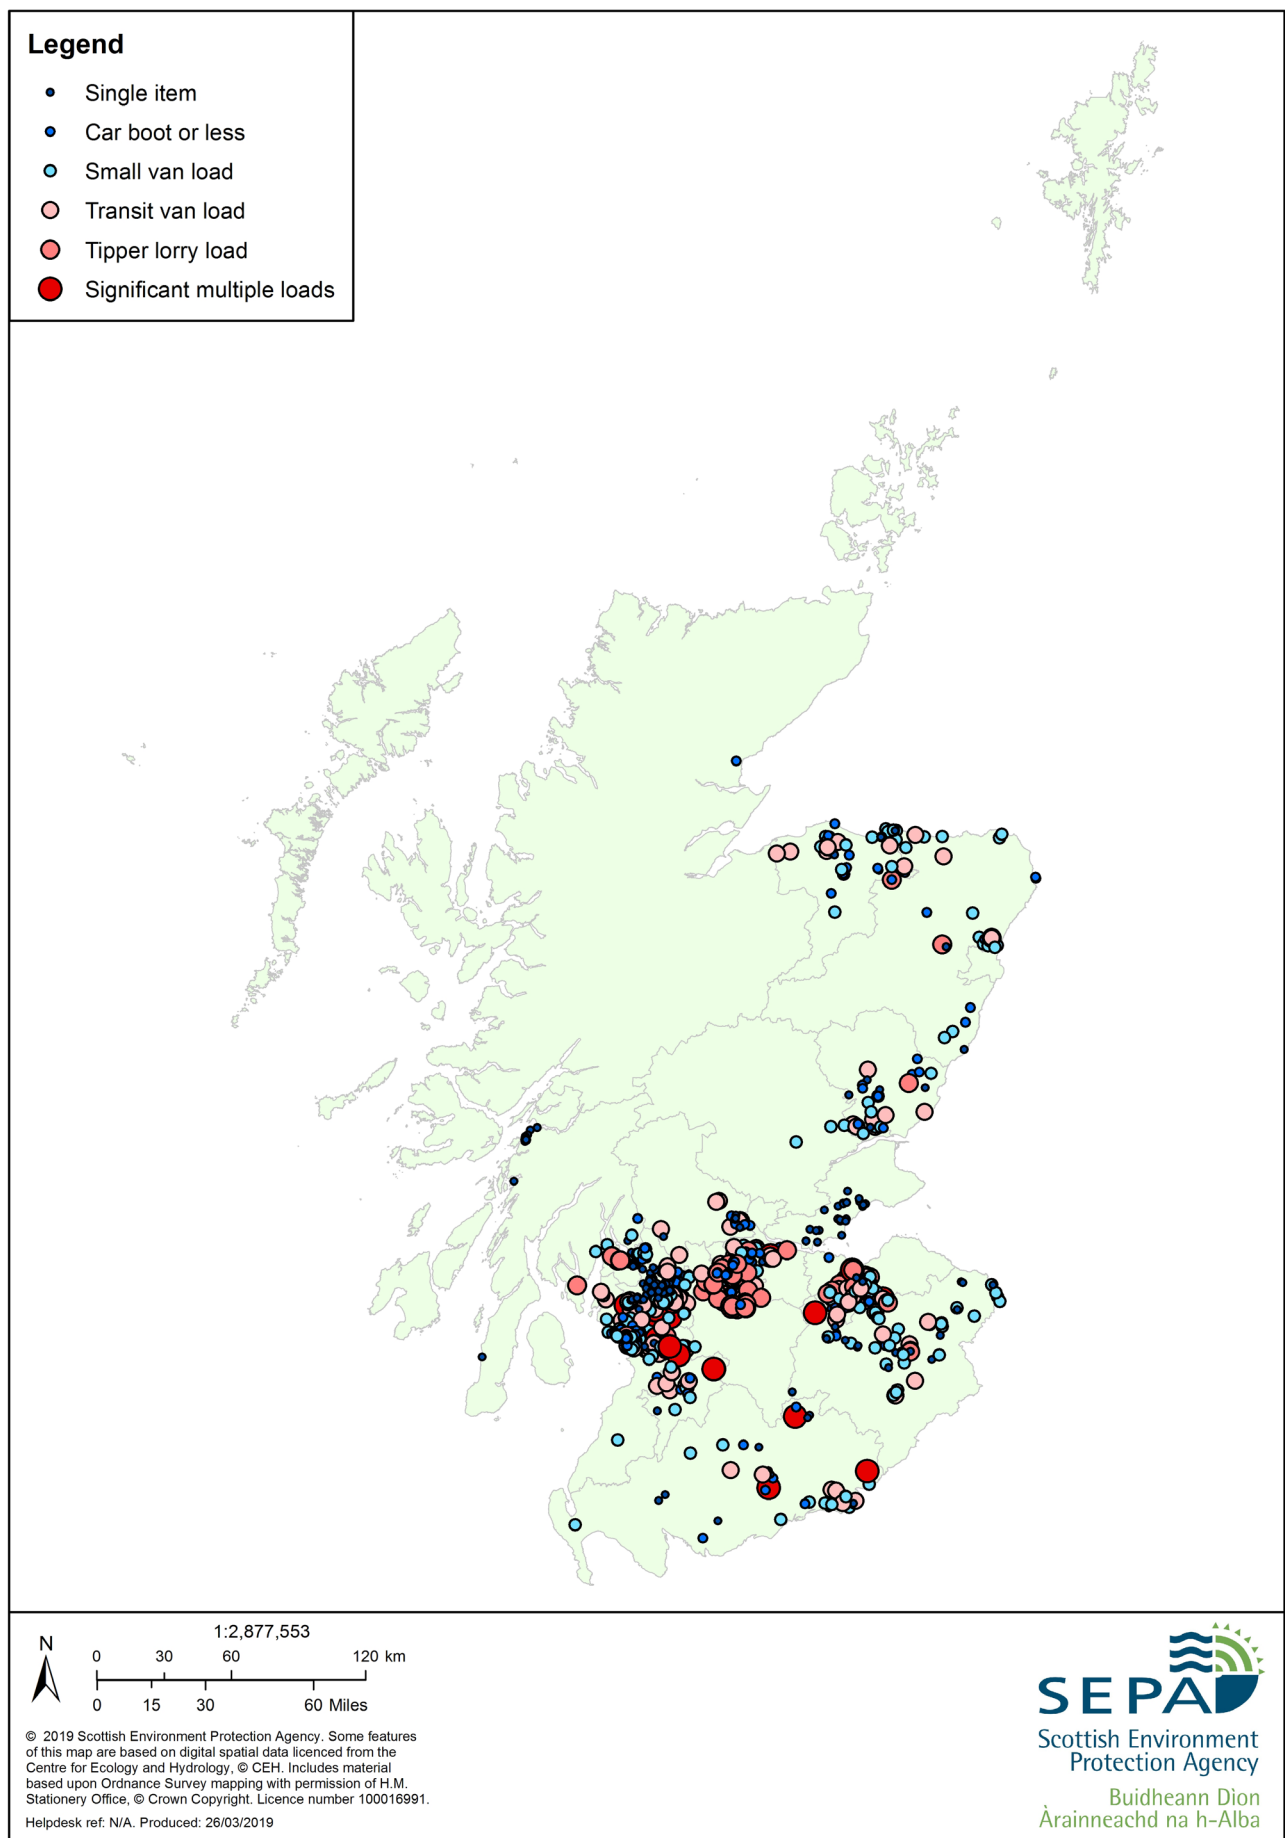 Legend
Single item
Car boot or less
Small van load
Transit van load
Tipper lorry load
Significant multiple loads
1:2,877,553
N
0 30 60 120 km
0 15 30 60 Miles
© 2019 Scottish Environment Protection Agency. Some features
of this map are based on digital spatial data licenced from the
Centre for Ecology and Hydrology, © CEH. Includes material
based upon Ordnance Survey mapping with permission of H.M.
Stationery Office, © Crown Copyright. Licence number 100016991.
Helpdesk ref: N/A. Produced: 26/03/2019
SEPA
Scottish Environment
Protection Agency
Buidheann Dìon
Àrainneachd na h-Alba